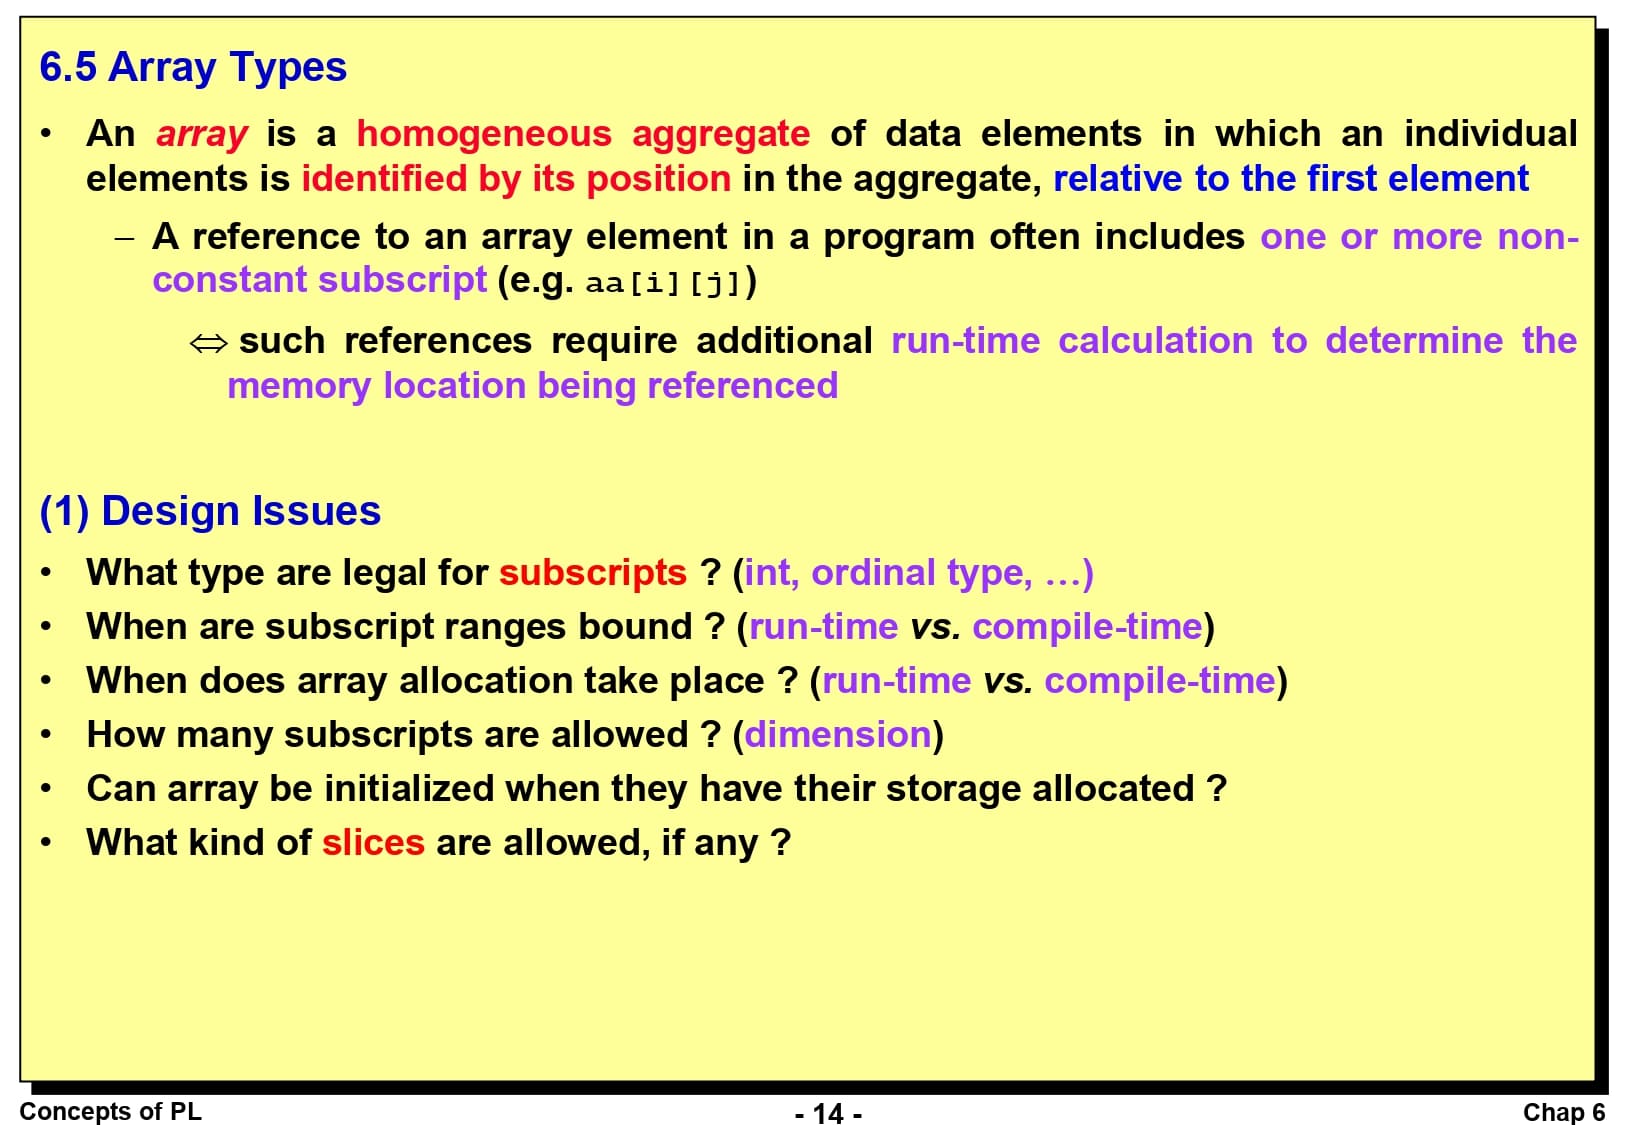 6.5 Array Types
• An array is a homogeneous aggregate of data elements in which an individual
elements is identified by its position in the aggregate, relative to the first element
– A reference to an array element in a program often includes one or more non-
constant subscript (e.g. aa[i][j])
⇔ such references require additional run-time calculation to determine the
memory location being referenced
(1) Design Issues
• What type are legal for subscripts ? (int, ordinal type, …)
• When are subscript ranges bound ? (run-time vs. compile-time)
• When does array allocation take place ? (run-time vs. compile-time)
• How many subscripts are allowed ? (dimension)
• Can array be initialized when they have their storage allocated ?
• What kind of slices are allowed, if any ?
Concepts of PL
- 14 -
Chap 6